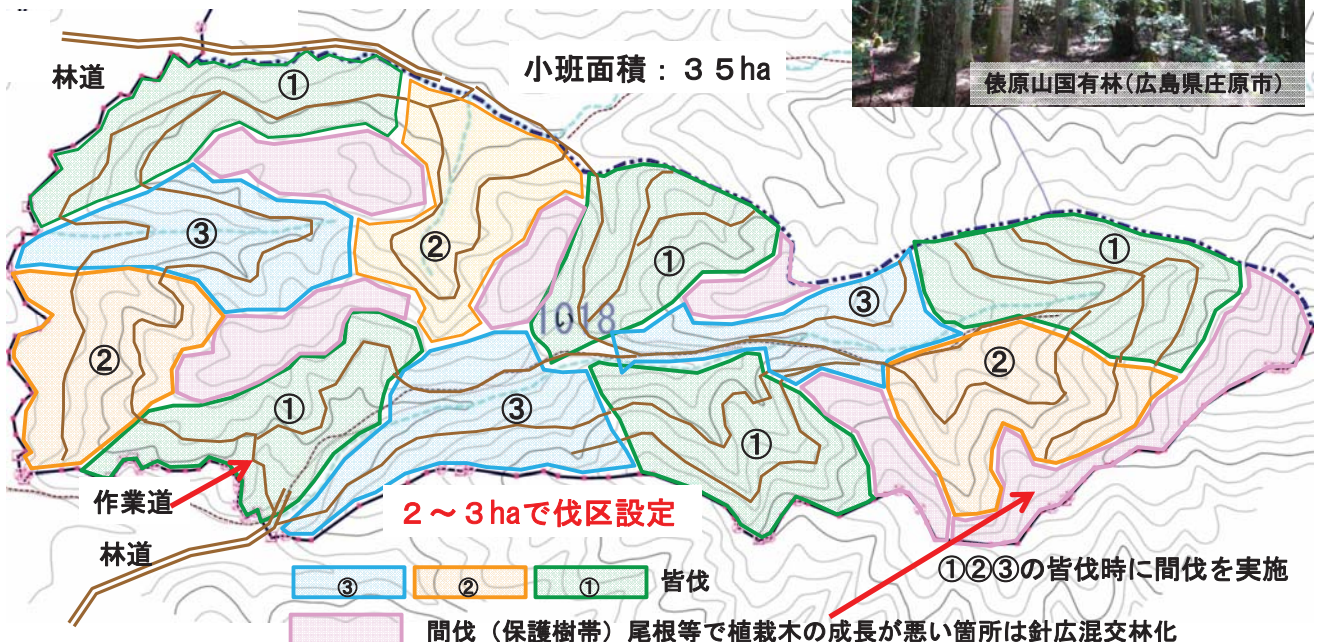 林道
小班面積：３５ha
俵原山国有林（広島県庄原市）
①
③
②
①
②
①
1018
③
①
②
③
①
作業道
林道
２～３haで伐区設定
①②③の皆伐時に間伐を実施
③ ② ① 皆伐
間伐（保護樹帯）尾根等で植栽木の成長が悪い箇所は針広混交林化